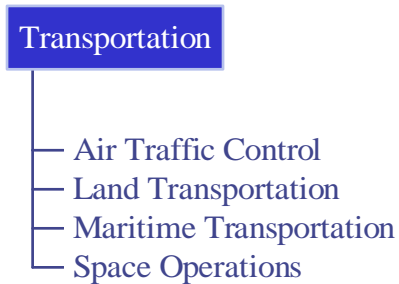 Transportation
Air Traffic Control
Land Transportation
Maritime Transportation
Space Operations